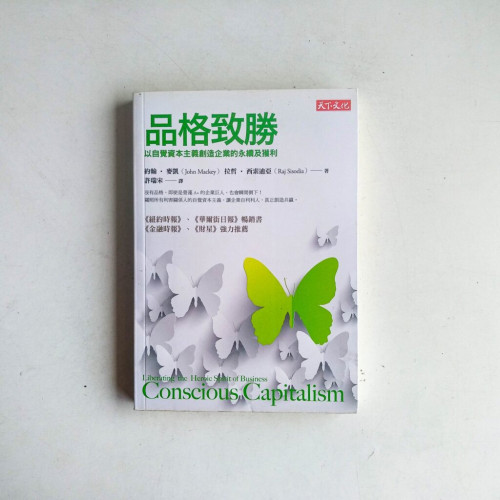 天下文化
品格致勝
以自覺資本主義創造企業的永續及獲利
約翰・麥凱（John Mackey） 拉哲・西索迪亞（Raj Sisodia）── 著
許瑞宋 ── 譯
《紐約時報》、《華爾街日報》暢銷書
《金融時報》、《財星》強力推薦
Liberating the Heroic Spirit of Business
Conscious Capitalism